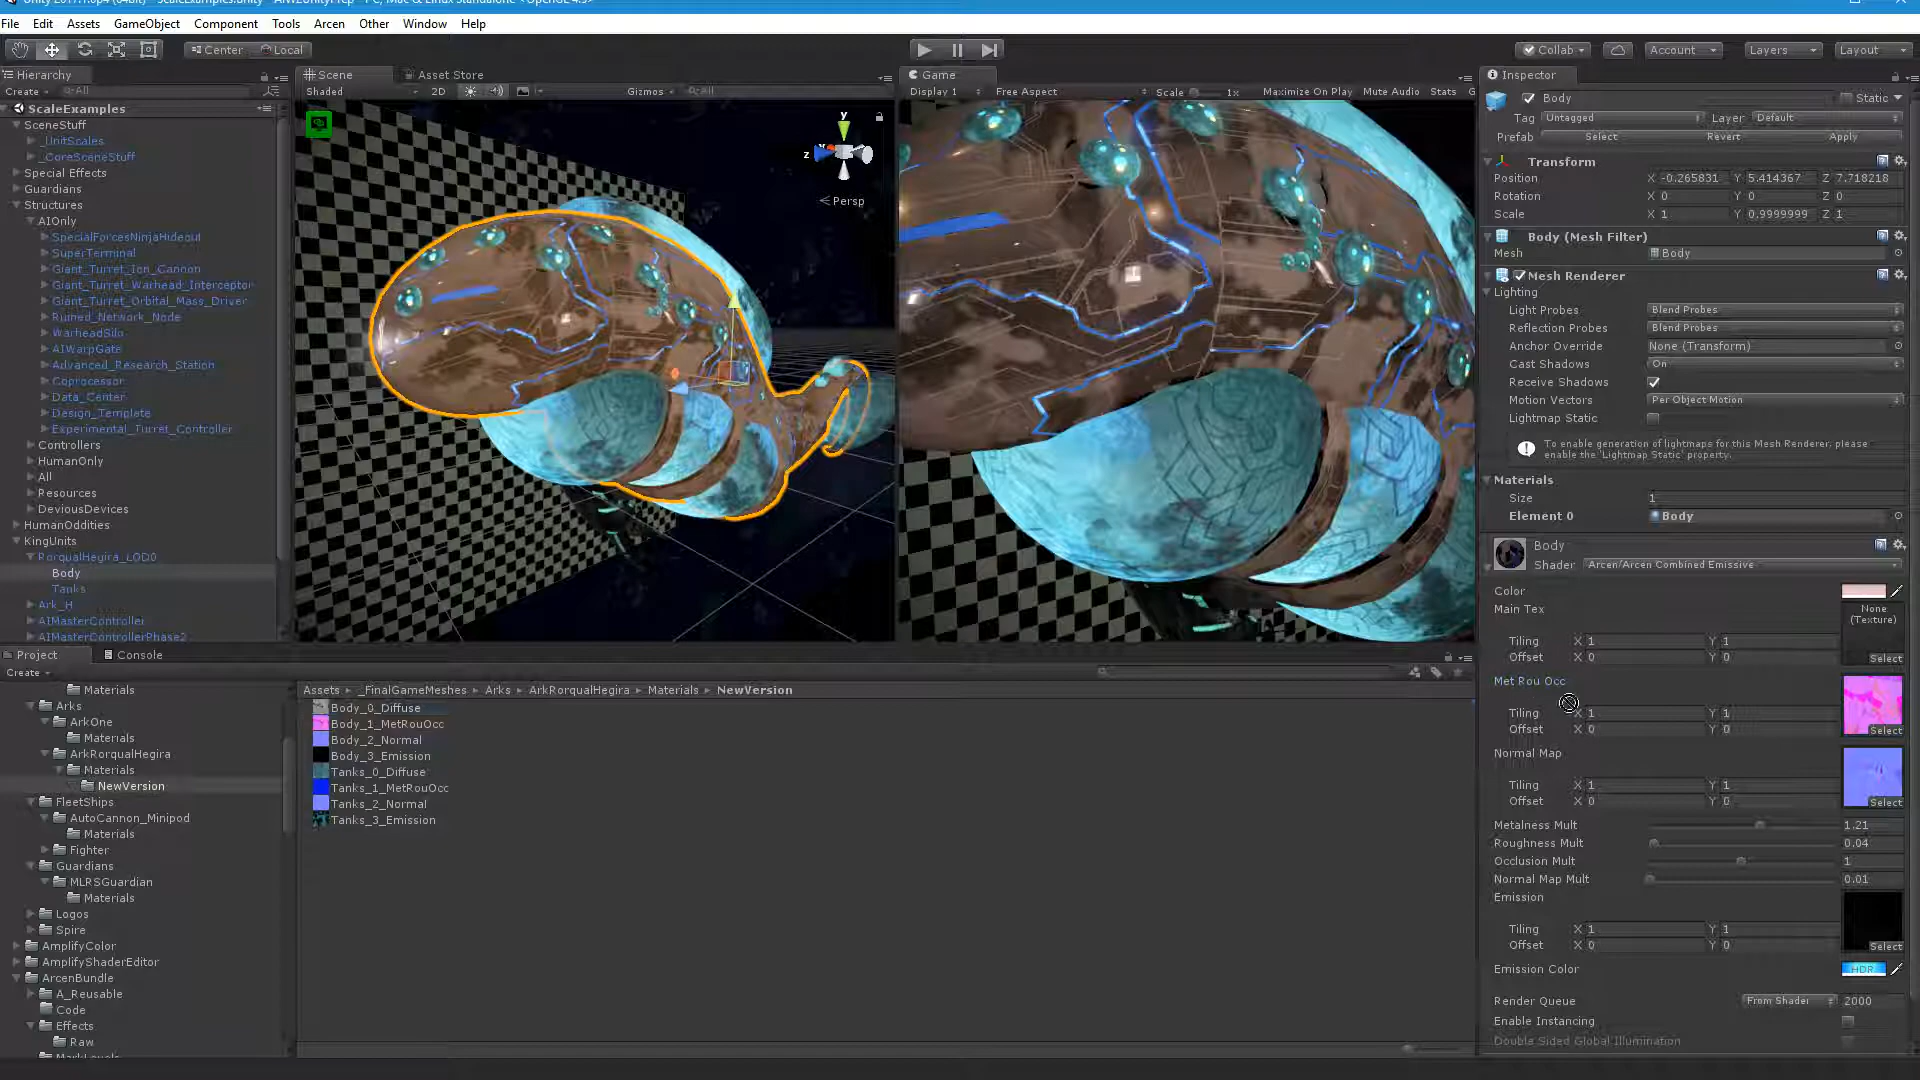 File Edit Assets GameObject Component Tools Arcen Other Window Help
Center Local
Collab Account Layers Layout
Hierarchy
Create All
ScaleExamples
SceneStuff
_UnitScales
_CoreSceneStuff
Special Effects
Guardians
Structures
AIOnly
SpecialForcesNinjaHideout
SuperTerminal
Giant_Turret_Ion_Cannon
Giant_Turret_Warhead_Interceptor
Giant_Turret_Orbital_Mass_Driver
Ruined_Network_Node
WarheadSilo
AIWarpGate
Advanced_Research_Station
Coprocessor
Data_Center
Design_Template
Experimental_Turret_Controller
Controllers
HumanOnly
All
Resources
DeviousDevices
HumanOddities
KingUnits
RorqualHegira_LOD0
Body
Tanks
Ark_H
AIMasterController
AIMasterControllerPhase2
Scene Asset Store
Shaded 2D Gizmos All
y
z
Persp
Game
Display 1 Free Aspect Scale 1x Maximize On Play Mute Audio Stats G
Inspector
Body Static
Tag Untagged Layer Default
Prefab Select Revert Apply
Transform
Position X -0.265831 Y 5.414367 Z 7.718218
Rotation X 0 Y 0 Z 0
Scale X 1 Y 0.9999999 Z 1
Body (Mesh Filter)
Mesh Body
Mesh Renderer
Lighting
Light Probes Blend Probes
Reflection Probes Blend Probes
Anchor Override None (Transform)
Cast Shadows On
Receive Shadows
Motion Vectors Per Object Motion
Lightmap Static
To enable generation of lightmaps for this Mesh Renderer, please
enable the 'Lightmap Static' property.
Materials
Size 1
Element 0 Body
Body
Shader Arcen/Arcen Combined Emissive
Color
Main Tex None (Texture)
Tiling X 1 Y 1
Offset X 0 Y 0 Select
Met Rou Occ
Tiling X 1 Y 1
Offset X 0 Y 0 Select
Normal Map
Tiling X 1 Y 1
Offset X 0 Y 0 Select
Metalness Mult 1.21
Roughness Mult 0.04
Occlusion Mult 1
Normal Map Mult 0.01
Emission
Tiling X 1 Y 1
Offset X 0 Y 0 Select
Emission Color HDR
Render Queue From Shader 2000
Enable Instancing
Double Sided Global Illumination
Project Console
Create
Materials
Arks
ArkOne
Materials
ArkRorqualHegira
Materials
NewVersion
FleetShips
AutoCannon_Minipod
Materials
Fighter
Guardians
MLRSGuardian
Materials
Logos
Spire
AmplifyColor
AmplifyShaderEditor
ArcenBundle
A_Reusable
Code
Effects
Raw
Assets _FinalGameMeshes Arks ArkRorqualHegira Materials NewVersion
Body_0_Diffuse
Body_1_MetRouOcc
Body_2_Normal
Body_3_Emission
Tanks_0_Diffuse
Tanks_1_MetRouOcc
Tanks_2_Normal
Tanks_3_Emission